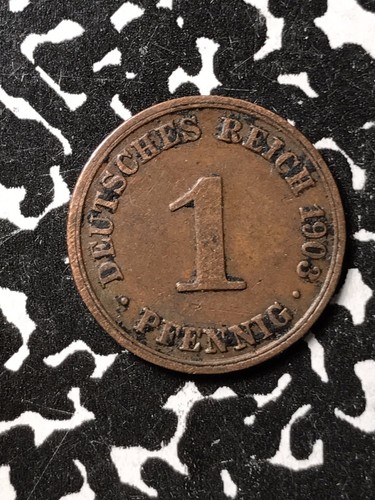 DEUTSCHES REICH 1903
1
• PFENNIG •